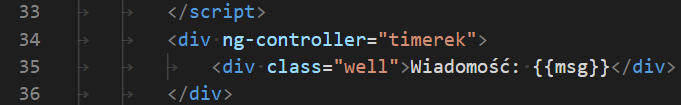 33 </script>
34 <div ng-controller="timerek">
35 <div class="well">Wiadomość: {{msg}}</div>
36 </div>